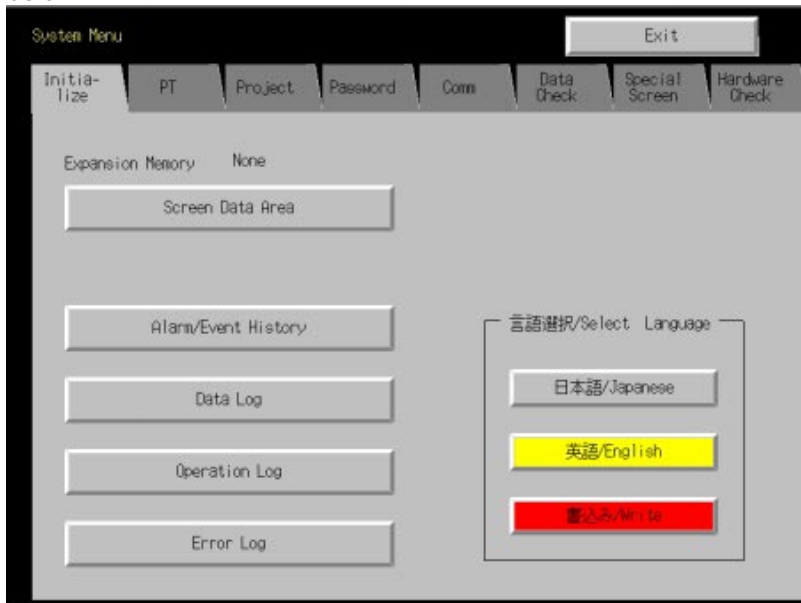 System Menu
Exit
Initia-
lize
PT
Project
Password
Comm
Data
Check
Special
Screen
Hardware
Check
Expansion Memory None
Screen Data Area
Alarm/Event History
言語選択/Select Language
Data Log
日本語/Japanese
英語/English
Operation Log
書込み/Write
Error Log